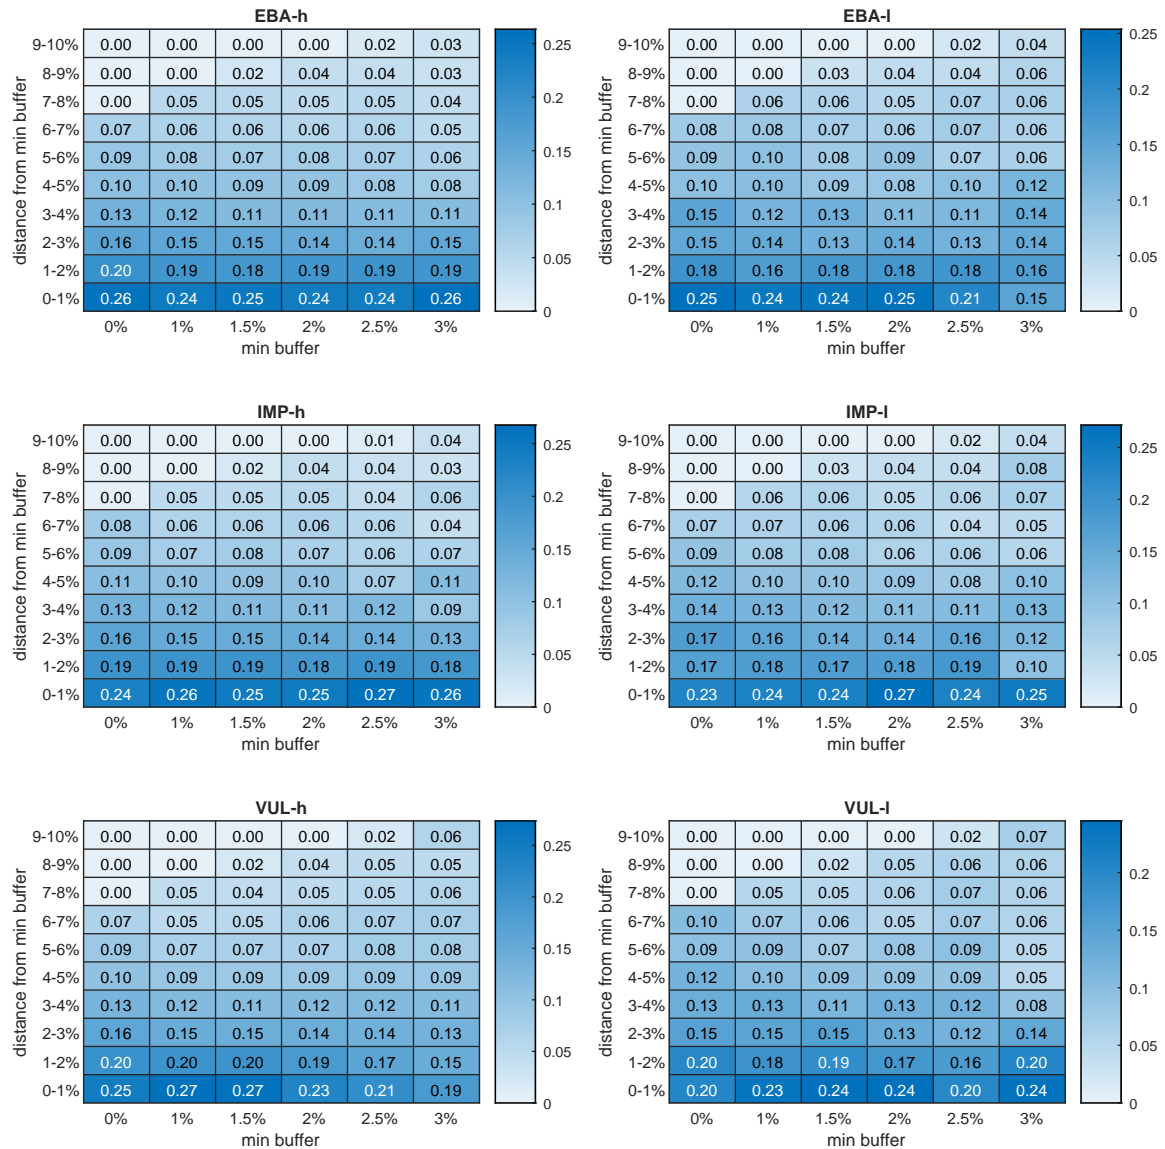 EBA-h
distance from min buffer
9-10% 0.00 0.00 0.00 0.00 0.02 0.03
8-9% 0.00 0.00 0.02 0.04 0.04 0.03
7-8% 0.00 0.05 0.05 0.05 0.05 0.04
6-7% 0.07 0.06 0.06 0.06 0.06 0.05
5-6% 0.09 0.08 0.07 0.08 0.07 0.06
4-5% 0.10 0.10 0.09 0.09 0.08 0.08
3-4% 0.13 0.12 0.11 0.11 0.11 0.11
2-3% 0.16 0.15 0.15 0.14 0.14 0.15
1-2% 0.20 0.19 0.18 0.19 0.19 0.19
0-1% 0.26 0.24 0.25 0.24 0.24 0.26
0% 1% 1.5% 2% 2.5% 3%
min buffer
0.25
0.2
0.15
0.1
0.05
0
EBA-l
distance from min buffer
9-10% 0.00 0.00 0.00 0.00 0.02 0.04
8-9% 0.00 0.00 0.03 0.04 0.04 0.06
7-8% 0.00 0.06 0.06 0.05 0.07 0.06
6-7% 0.08 0.08 0.07 0.06 0.07 0.06
5-6% 0.09 0.10 0.08 0.09 0.07 0.06
4-5% 0.10 0.10 0.09 0.08 0.10 0.12
3-4% 0.15 0.12 0.13 0.11 0.11 0.14
2-3% 0.15 0.14 0.13 0.14 0.13 0.14
1-2% 0.18 0.16 0.18 0.18 0.18 0.16
0-1% 0.25 0.24 0.24 0.25 0.21 0.15
0% 1% 1.5% 2% 2.5% 3%
min buffer
0.25
0.2
0.15
0.1
0.05
0
IMP-h
distance from min buffer
9-10% 0.00 0.00 0.00 0.00 0.01 0.04
8-9% 0.00 0.00 0.02 0.04 0.04 0.03
7-8% 0.00 0.05 0.05 0.05 0.04 0.06
6-7% 0.08 0.06 0.06 0.06 0.06 0.04
5-6% 0.09 0.07 0.08 0.07 0.06 0.07
4-5% 0.11 0.10 0.09 0.10 0.07 0.11
3-4% 0.13 0.12 0.11 0.11 0.12 0.09
2-3% 0.16 0.15 0.15 0.14 0.14 0.13
1-2% 0.19 0.19 0.19 0.18 0.19 0.18
0-1% 0.24 0.26 0.25 0.25 0.27 0.26
0% 1% 1.5% 2% 2.5% 3%
min buffer
0.25
0.2
0.15
0.1
0.05
0
IMP-l
distance from min buffer
9-10% 0.00 0.00 0.00 0.00 0.02 0.04
8-9% 0.00 0.00 0.03 0.04 0.04 0.08
7-8% 0.00 0.06 0.06 0.05 0.06 0.07
6-7% 0.07 0.07 0.06 0.06 0.04 0.05
5-6% 0.09 0.08 0.08 0.06 0.06 0.06
4-5% 0.12 0.10 0.10 0.09 0.08 0.10
3-4% 0.14 0.13 0.12 0.11 0.11 0.13
2-3% 0.17 0.16 0.14 0.14 0.16 0.12
1-2% 0.17 0.18 0.17 0.18 0.19 0.10
0-1% 0.23 0.24 0.24 0.27 0.24 0.25
0% 1% 1.5% 2% 2.5% 3%
min buffer
0.25
0.2
0.15
0.1
0.05
0
VUL-h
distance from min buffer
9-10% 0.00 0.00 0.00 0.00 0.02 0.06
8-9% 0.00 0.00 0.02 0.04 0.05 0.05
7-8% 0.00 0.05 0.04 0.05 0.05 0.06
6-7% 0.07 0.05 0.05 0.06 0.07 0.07
5-6% 0.09 0.07 0.07 0.07 0.08 0.08
4-5% 0.10 0.09 0.09 0.09 0.09 0.09
3-4% 0.13 0.12 0.11 0.12 0.12 0.11
2-3% 0.16 0.15 0.15 0.14 0.14 0.13
1-2% 0.20 0.20 0.20 0.19 0.17 0.15
0-1% 0.25 0.27 0.27 0.23 0.21 0.19
0% 1% 1.5% 2% 2.5% 3%
min buffer
0.25
0.2
0.15
0.1
0.05
0
VUL-l
distance from min buffer
9-10% 0.00 0.00 0.00 0.00 0.02 0.07
8-9% 0.00 0.00 0.02 0.05 0.06 0.06
7-8% 0.00 0.05 0.05 0.06 0.07 0.06
6-7% 0.10 0.07 0.06 0.05 0.07 0.06
5-6% 0.09 0.09 0.07 0.08 0.09 0.05
4-5% 0.12 0.10 0.09 0.09 0.09 0.05
3-4% 0.13 0.13 0.11 0.13 0.12 0.08
2-3% 0.15 0.15 0.15 0.13 0.12 0.14
1-2% 0.20 0.18 0.19 0.17 0.16 0.20
0-1% 0.20 0.23 0.24 0.24 0.20 0.24
0% 1% 1.5% 2% 2.5% 3%
min buffer
0.2
0.15
0.1
0.05
0